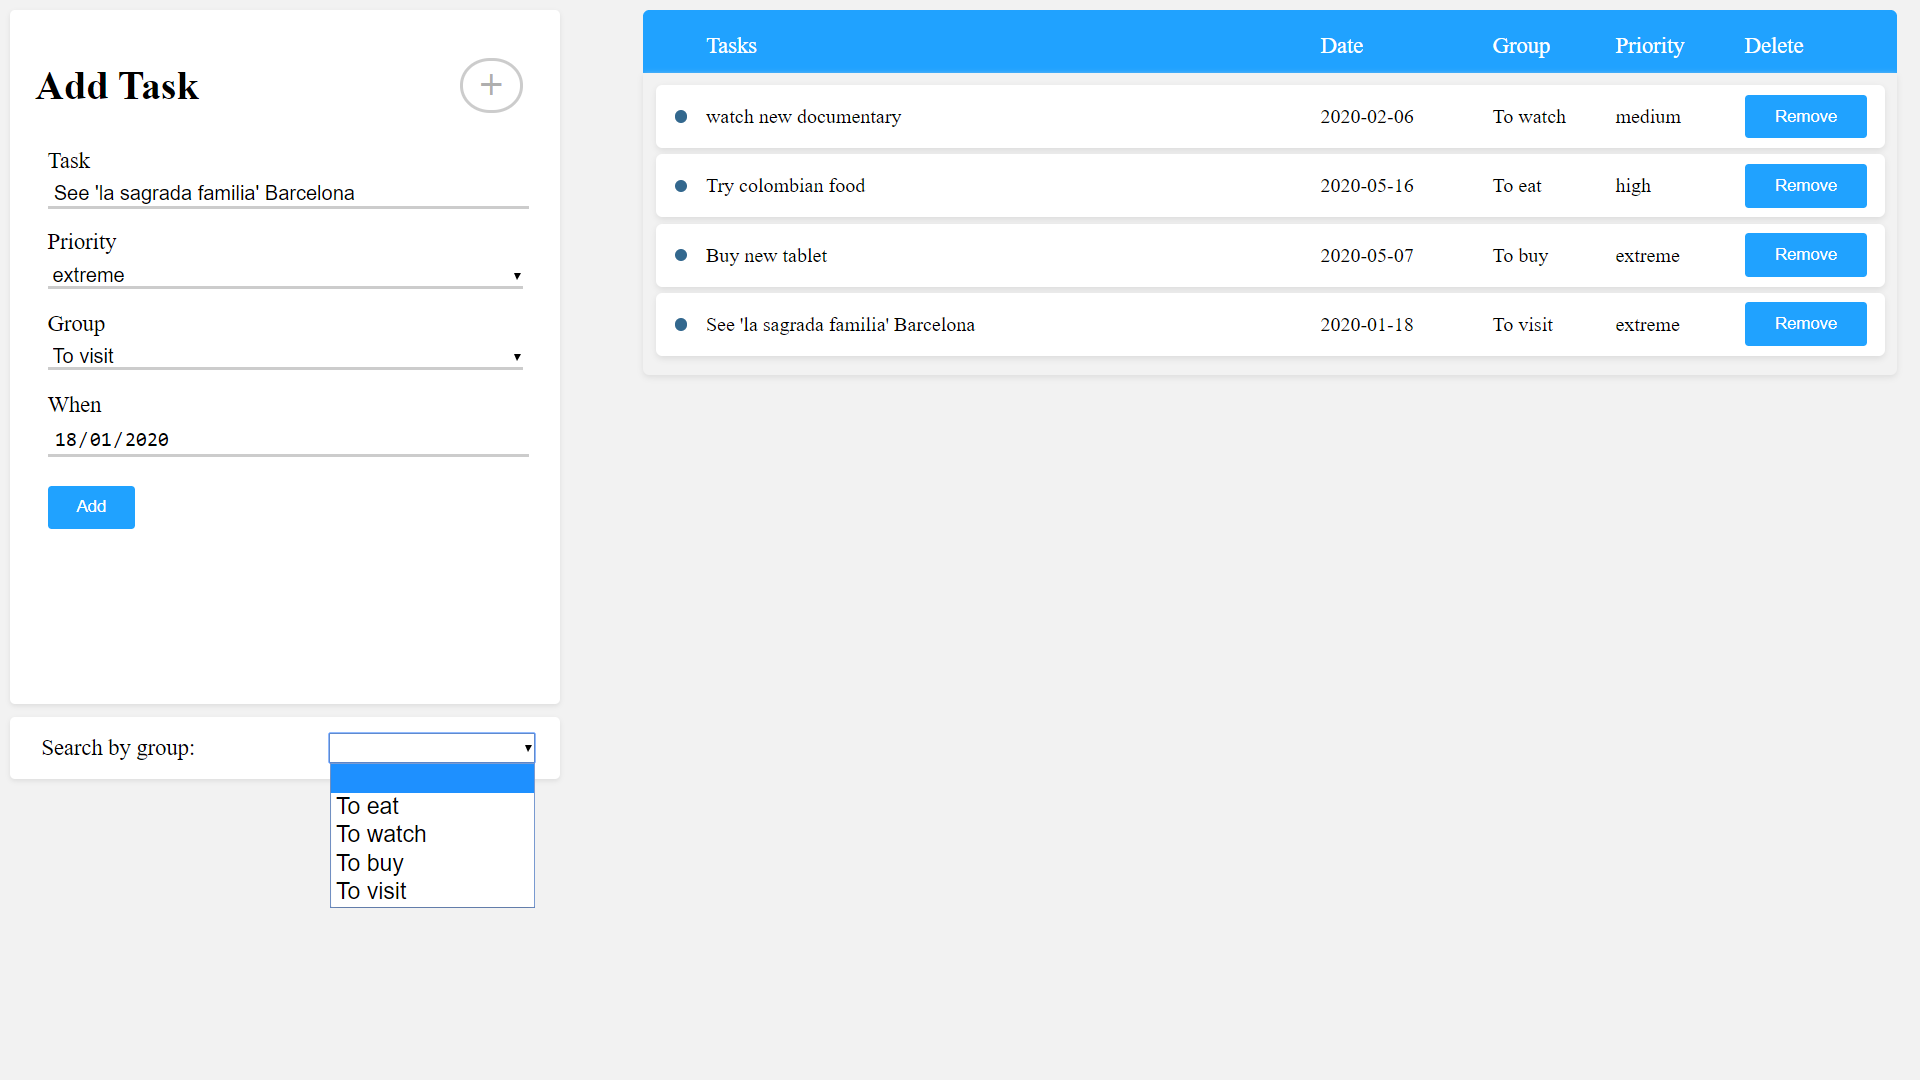 Add Task
+
Task
See 'la sagrada familia' Barcelona
Priority
extreme
Group
To visit
When
18/01/2020
Add
Search by group:
To eat
To watch
To buy
To visit
Tasks Date Group Priority Delete
watch new documentary 2020-02-06 To watch medium Remove
Try colombian food 2020-05-16 To eat high Remove
Buy new tablet 2020-05-07 To buy extreme Remove
See 'la sagrada familia' Barcelona 2020-01-18 To visit extreme Remove